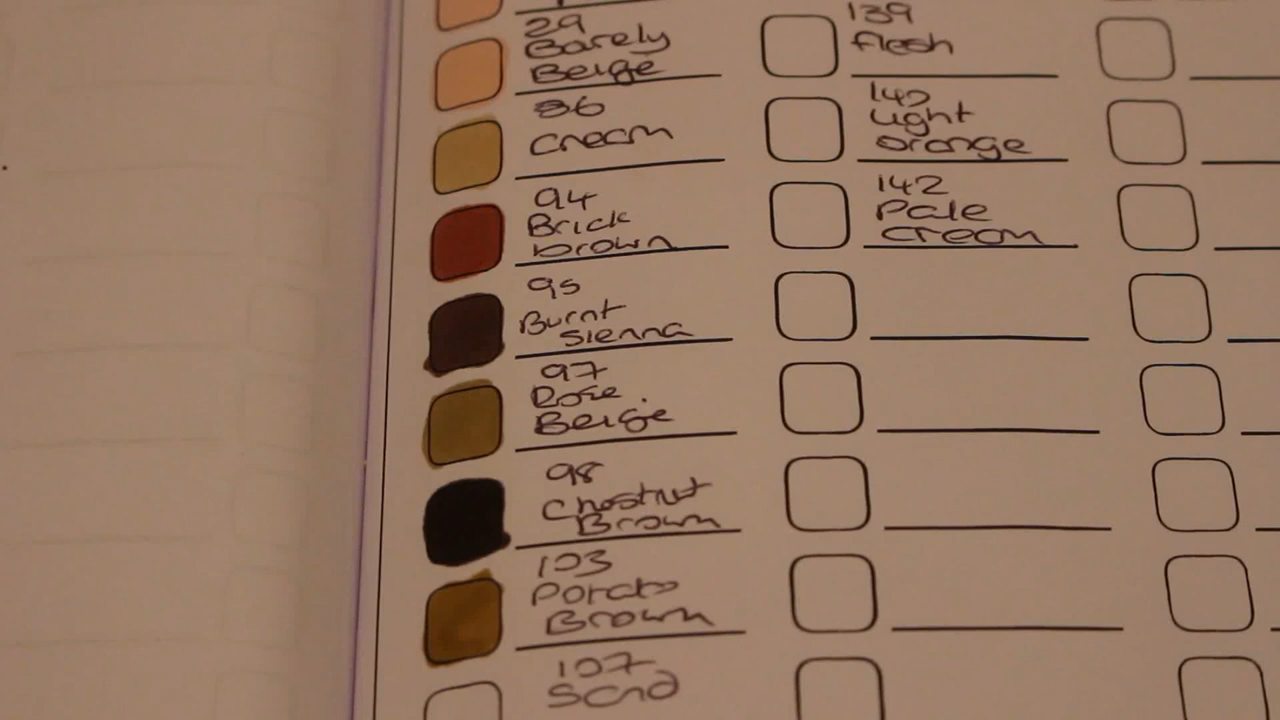 29
Barely
Beige
86
Cream
94
Brick
brown
95
Burnt
Sienna
97
Rose
Beige
98
Chestnut
Brown
103
Potato
Brown
107
Sand
139
flesh
140
Light
orange
142
Pale
cream